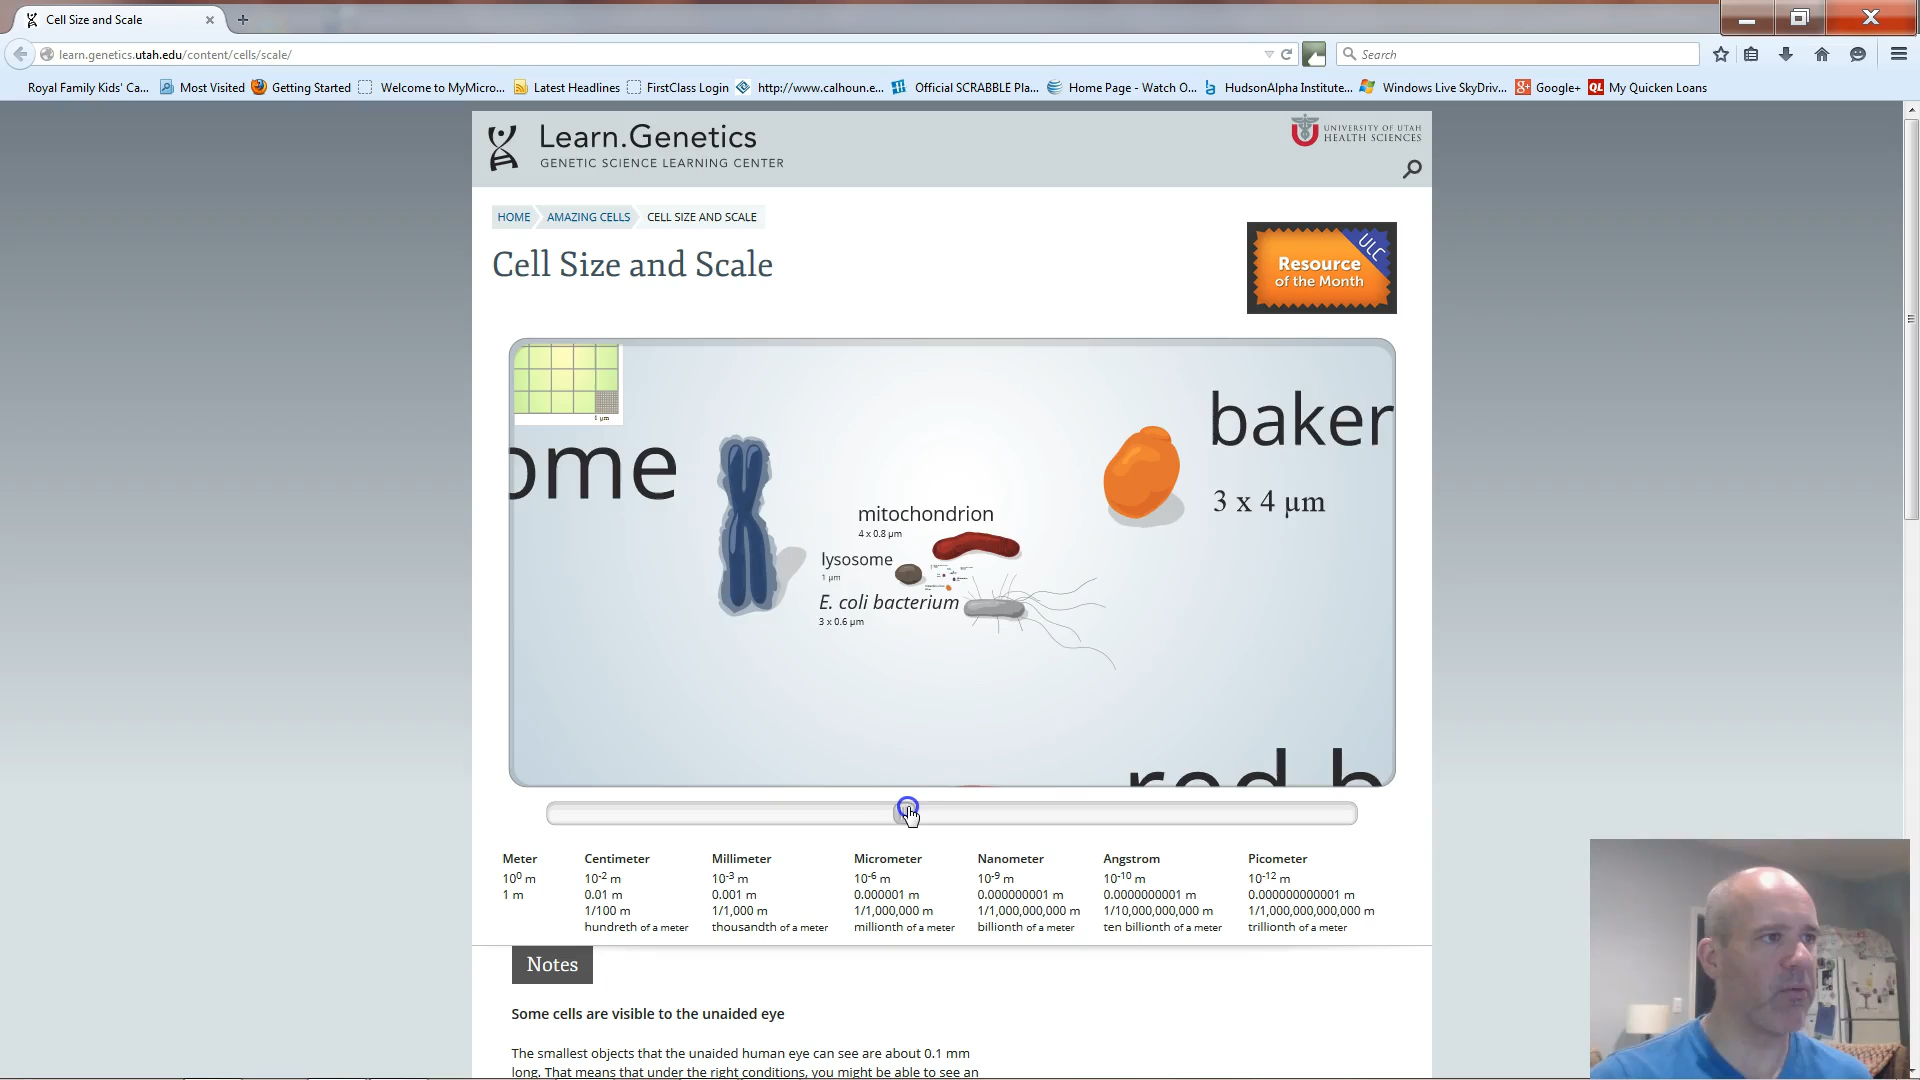 Cell Size and Scale
learn.genetics.utah.edu/content/cells/scale/
Search
Royal Family Kids' Ca...
Most Visited
Getting Started
Welcome to MyMicro...
Latest Headlines
FirstClass Login
http://www.calhoun.e...
Official SCRABBLE Pla...
Home Page - Watch O...
HudsonAlpha Institute...
Windows Live SkyDriv...
Google+
QL My Quicken Loans
Learn.Genetics
GENETIC SCIENCE LEARNING CENTER
UNIVERSITY OF UTAH
HEALTH SCIENCES
HOME
AMAZING CELLS
CELL SIZE AND SCALE
Cell Size and Scale
ULC
Resource
of the Month
1 µm
ome
baker
3 x 4 µm
mitochondrion
4 x 0.8 µm
lysosome
1 µm
E. coli bacterium
3 x 0.6 µm
red b
Meter
10⁰ m
1 m
Centimeter
10⁻² m
0.01 m
1/100 m
hundreth of a meter
Millimeter
10⁻³ m
0.001 m
1/1,000 m
thousandth of a meter
Micrometer
10⁻⁶ m
0.000001 m
1/1,000,000 m
millionth of a meter
Nanometer
10⁻⁹ m
0.000000001 m
1/1,000,000,000 m
billionth of a meter
Angstrom
10⁻¹⁰ m
0.0000000001 m
1/10,000,000,000 m
ten billionth of a meter
Picometer
10⁻¹² m
0.000000000001 m
1/1,000,000,000,000 m
trillionth of a meter
Notes
Some cells are visible to the unaided eye
The smallest objects that the unaided human eye can see are about 0.1 mm
long. That means that under the right conditions, you might be able to see an